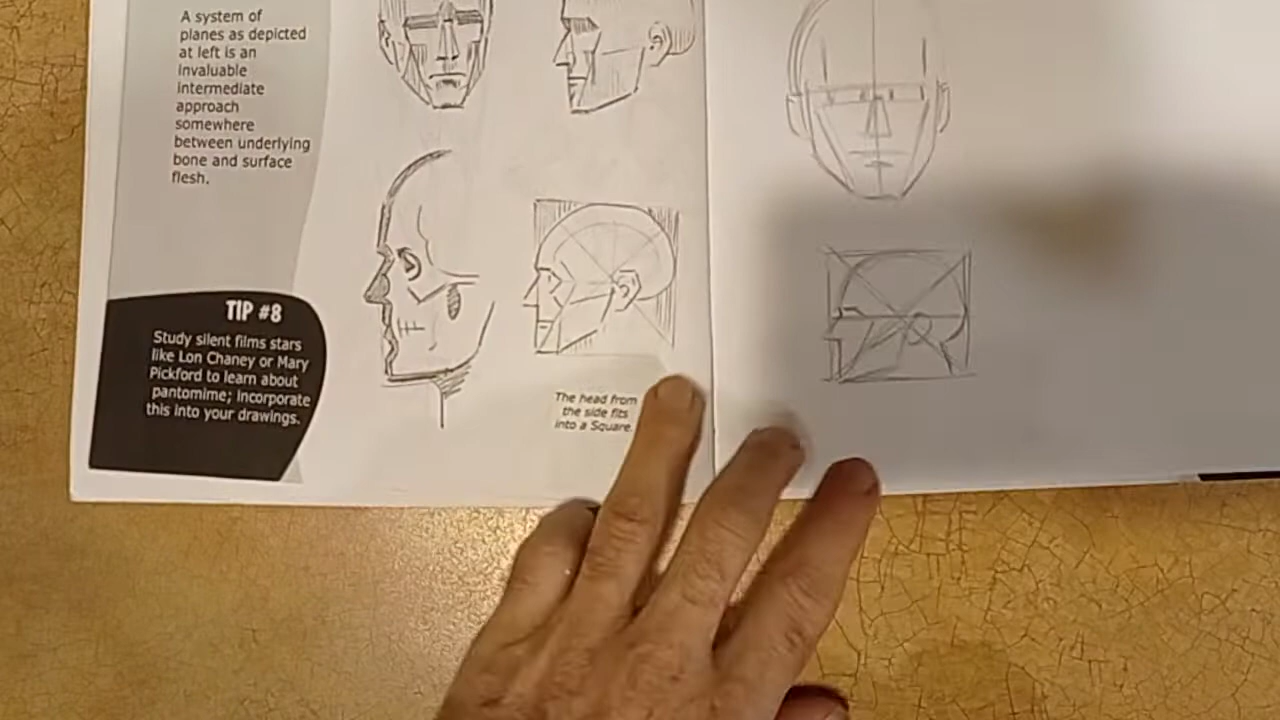 A system of
planes as depicted
at left is an
invaluable
intermediate
approach
somewhere
between underlying
bone and surface
flesh.
TIP #8
Study silent films stars
like Lon Chaney or Mary
Pickford to learn about
pantomime; incorporate
this into your drawings.
The head from
the side fits
into a Square.